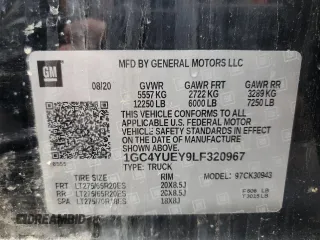 GM
MFD BY GENERAL MOTORS LLC
08/20 GVWR GAWR FRT GAWR RR
5557 KG 2722 KG 3289 KG
12250 LB 6000 LB 7250 LB
THIS VEHICLE CONFORMS TO ALL APPLICABLE
U.S. FEDERAL MOTOR
VEHICLE SAFETY
STANDARDS IN EFFECT ON THE DATE OF
MANUFACTURE SHOWN ABOVE.
1GC4YUEY9LF320967
TYPE: TRUCK
TIRE SIZE RIM 97CK30943
FRT LT275/65R20ES 20X8.5J
RR LT275/65R20ES 20X8.5J
SPA 18X8J